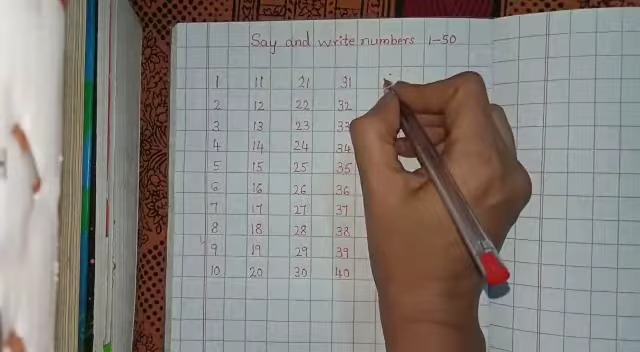 Say and write numbers 1-50
1 11 21 31
2 12 22 32
3 13 23 33
4 14 24 34
5 15 25 35
6 16 26 36
7 17 27 37
8 18 28 38
9 19 29 39
10 20 30 40